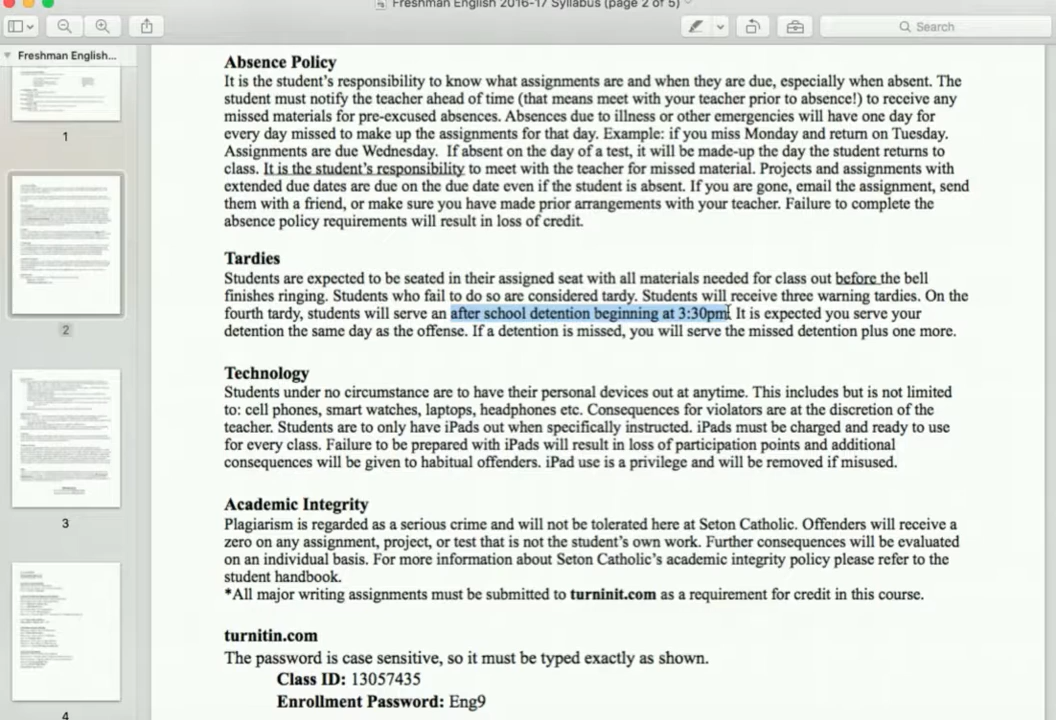 Freshman English 2016-17 Syllabus (page 2 of 5)
Search
Freshman English...
1
2
3
4
Absence Policy
It is the student's responsibility to know what assignments are and when they are due, especially when absent. The
student must notify the teacher ahead of time (that means meet with your teacher prior to absence!) to receive any
missed materials for pre-excused absences. Absences due to illness or other emergencies will have one day for
every day missed to make up the assignments for that day. Example: if you miss Monday and return on Tuesday.
Assignments are due Wednesday. If absent on the day of a test, it will be made-up the day the student returns to
class. It is the student's responsibility to meet with the teacher for missed material. Projects and assignments with
extended due dates are due on the due date even if the student is absent. If you are gone, email the assignment, send
them with a friend, or make sure you have made prior arrangements with your teacher. Failure to complete the
absence policy requirements will result in loss of credit.
Tardies
Students are expected to be seated in their assigned seat with all materials needed for class out before the bell
finishes ringing. Students who fail to do so are considered tardy. Students will receive three warning tardies. On the
fourth tardy, students will serve an after school detention beginning at 3:30pm. It is expected you serve your
detention the same day as the offense. If a detention is missed, you will serve the missed detention plus one more.
Technology
Students under no circumstance are to have their personal devices out at anytime. This includes but is not limited
to: cell phones, smart watches, laptops, headphones etc. Consequences for violators are at the discretion of the
teacher. Students are to only have iPads out when specifically instructed. iPads must be charged and ready to use
for every class. Failure to be prepared with iPads will result in loss of participation points and additional
consequences will be given to habitual offenders. iPad use is a privilege and will be removed if misused.
Academic Integrity
Plagiarism is regarded as a serious crime and will not be tolerated here at Seton Catholic. Offenders will receive a
zero on any assignment, project, or test that is not the student's own work. Further consequences will be evaluated
on an individual basis. For more information about Seton Catholic's academic integrity policy please refer to the
student handbook.
*All major writing assignments must be submitted to turninit.com as a requirement for credit in this course.
turnitin.com
The password is case sensitive, so it must be typed exactly as shown.
Class ID: 13057435
Enrollment Password: Eng9